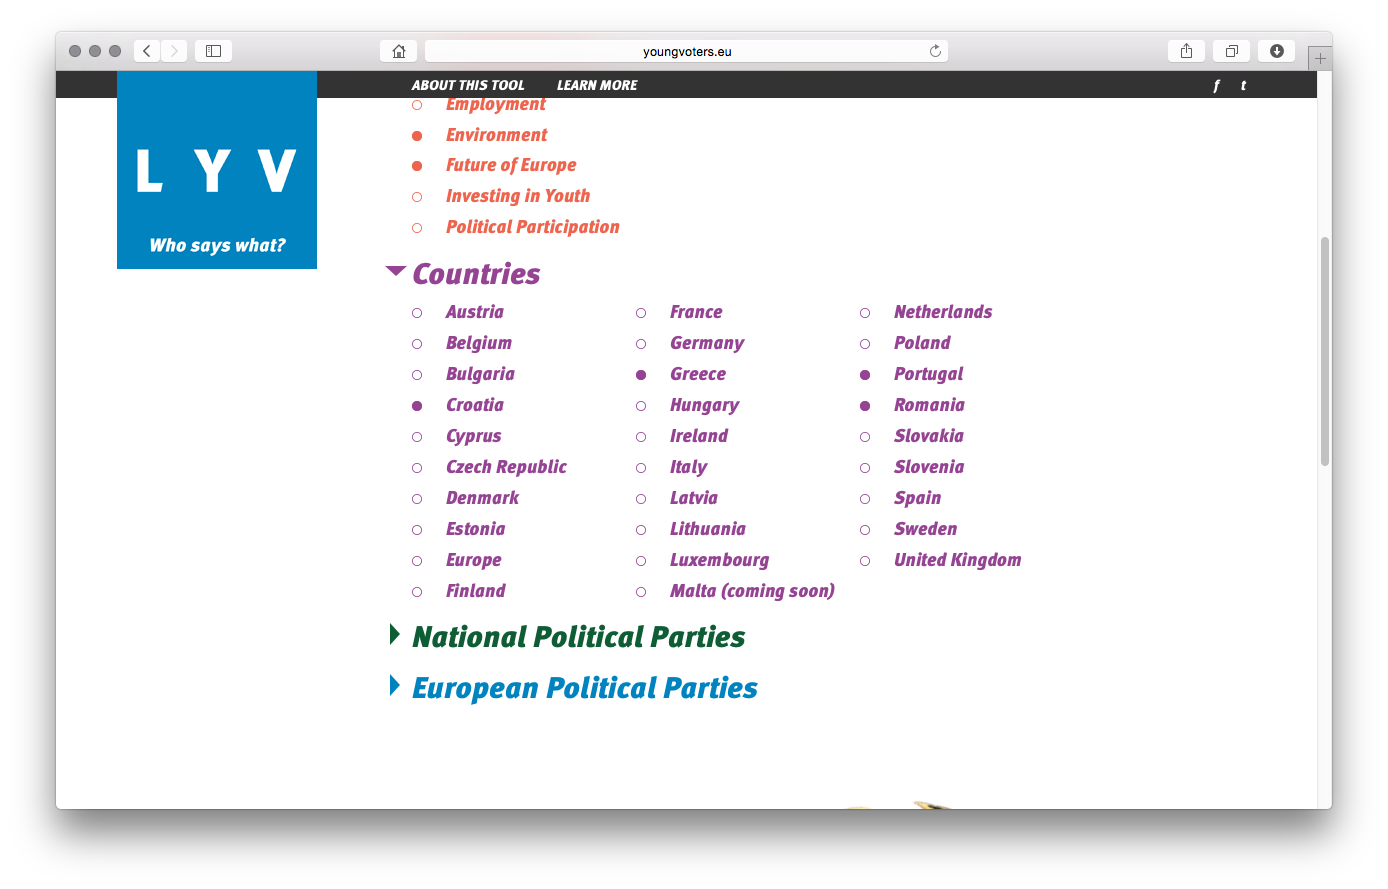 youngvoters.eu
ABOUT THIS TOOL LEARN MORE f t
L Y V
Who says what?
Employment
Environment
Future of Europe
Investing in Youth
Political Participation
Countries
Austria
Belgium
Bulgaria
Croatia
Cyprus
Czech Republic
Denmark
Estonia
Europe
Finland
France
Germany
Greece
Hungary
Ireland
Italy
Latvia
Lithuania
Luxembourg
Malta (coming soon)
Netherlands
Poland
Portugal
Romania
Slovakia
Slovenia
Spain
Sweden
United Kingdom
National Political Parties
European Political Parties